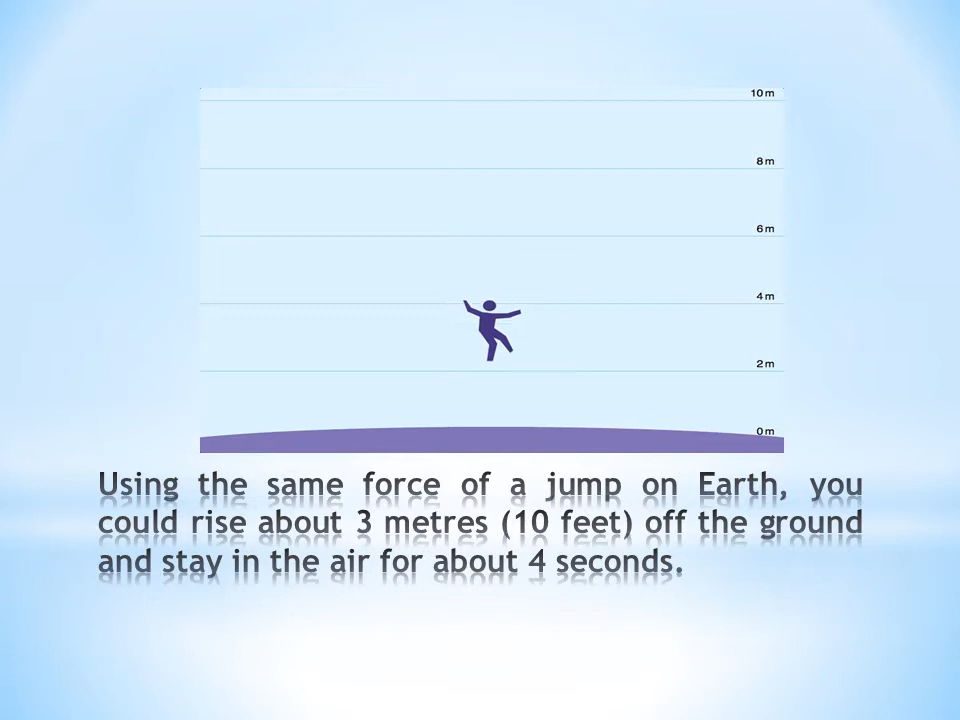 10 m
8 m
6 m
4 m
2 m
0 m
Using the same force of a jump on Earth, you
could rise about 3 metres (10 feet) off the ground
and stay in the air for about 4 seconds.